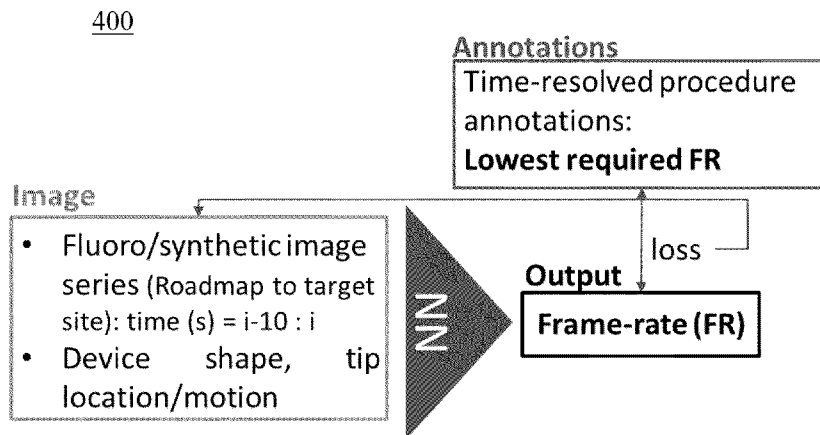 400
Annotations
Time-resolved procedure
annotations:
Lowest required FR
Image
• Fluoro/synthetic image
series (Roadmap to target
site): time (s) = i-10 : i
• Device shape, tip
location/motion
NN
loss
Output
Frame-rate (FR)